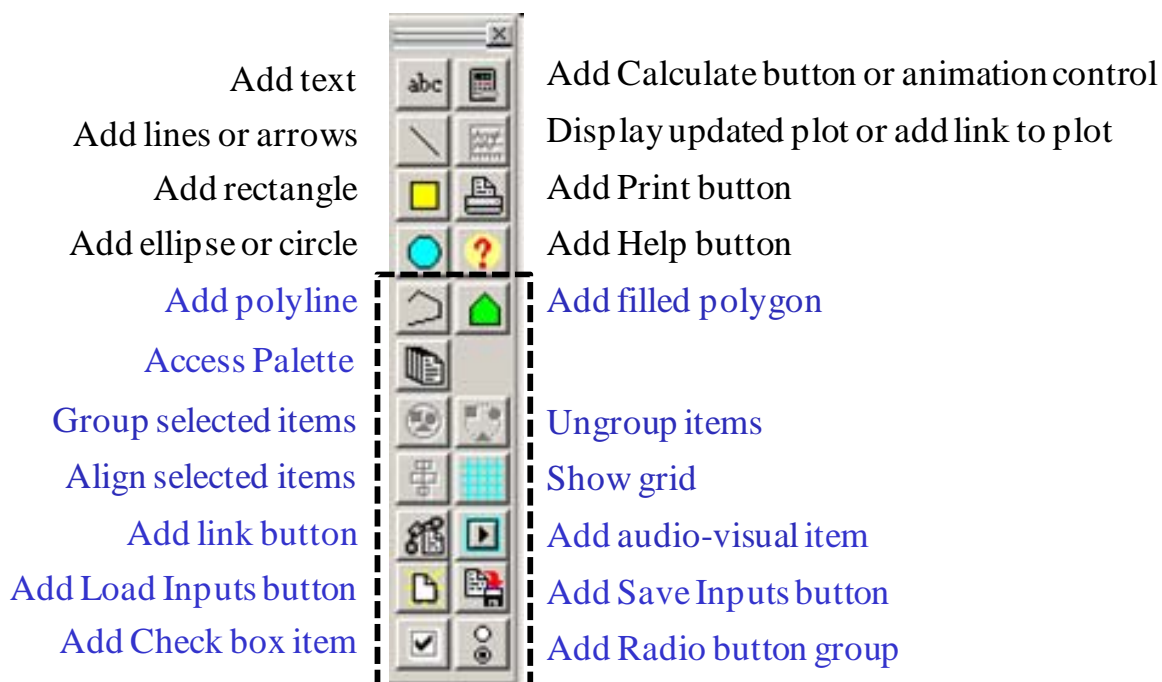 Add text
abc
Add Calculate button or animation control
Add lines or arrows
Display updated plot or add link to plot
Add rectangle
Add Print button
Add ellipse or circle
?
Add Help button
Add polyline
Add filled polygon
Access Palette
Group selected items
Ungroup items
Align selected items
Show grid
Add link button
Add audio-visual item
Add Load Inputs button
Add Save Inputs button
Add Check box item
Add Radio button group